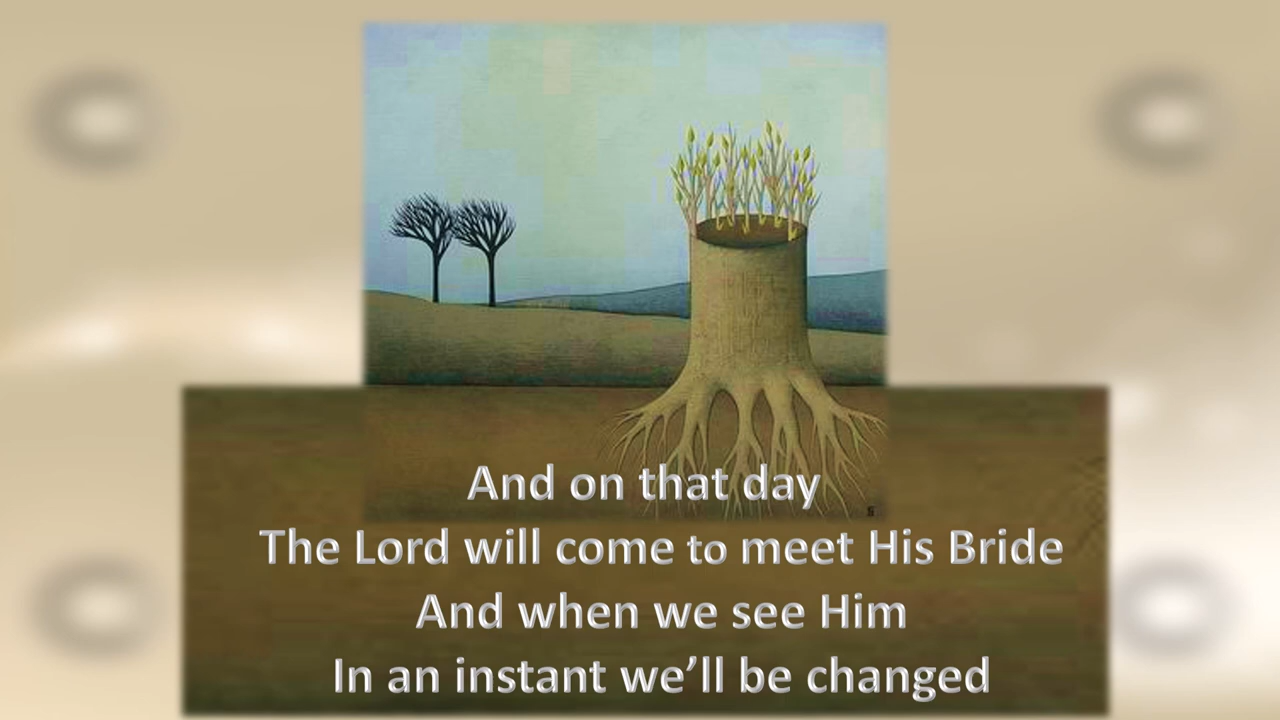 And on that day
The Lord will come to meet His Bride
And when we see Him
In an instant we’ll be changed